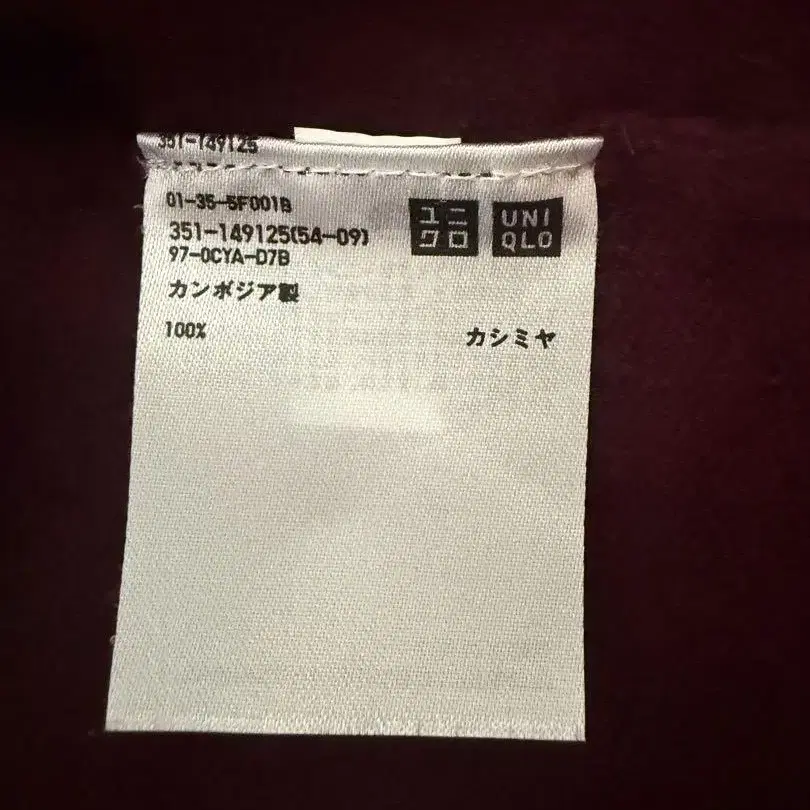 351-149125
01-35-5F001B
351-149125(54-09)
97-0CYA-D7B
ユニ
クロ
UNI
QLO
カンボジア製
100% カシミヤ